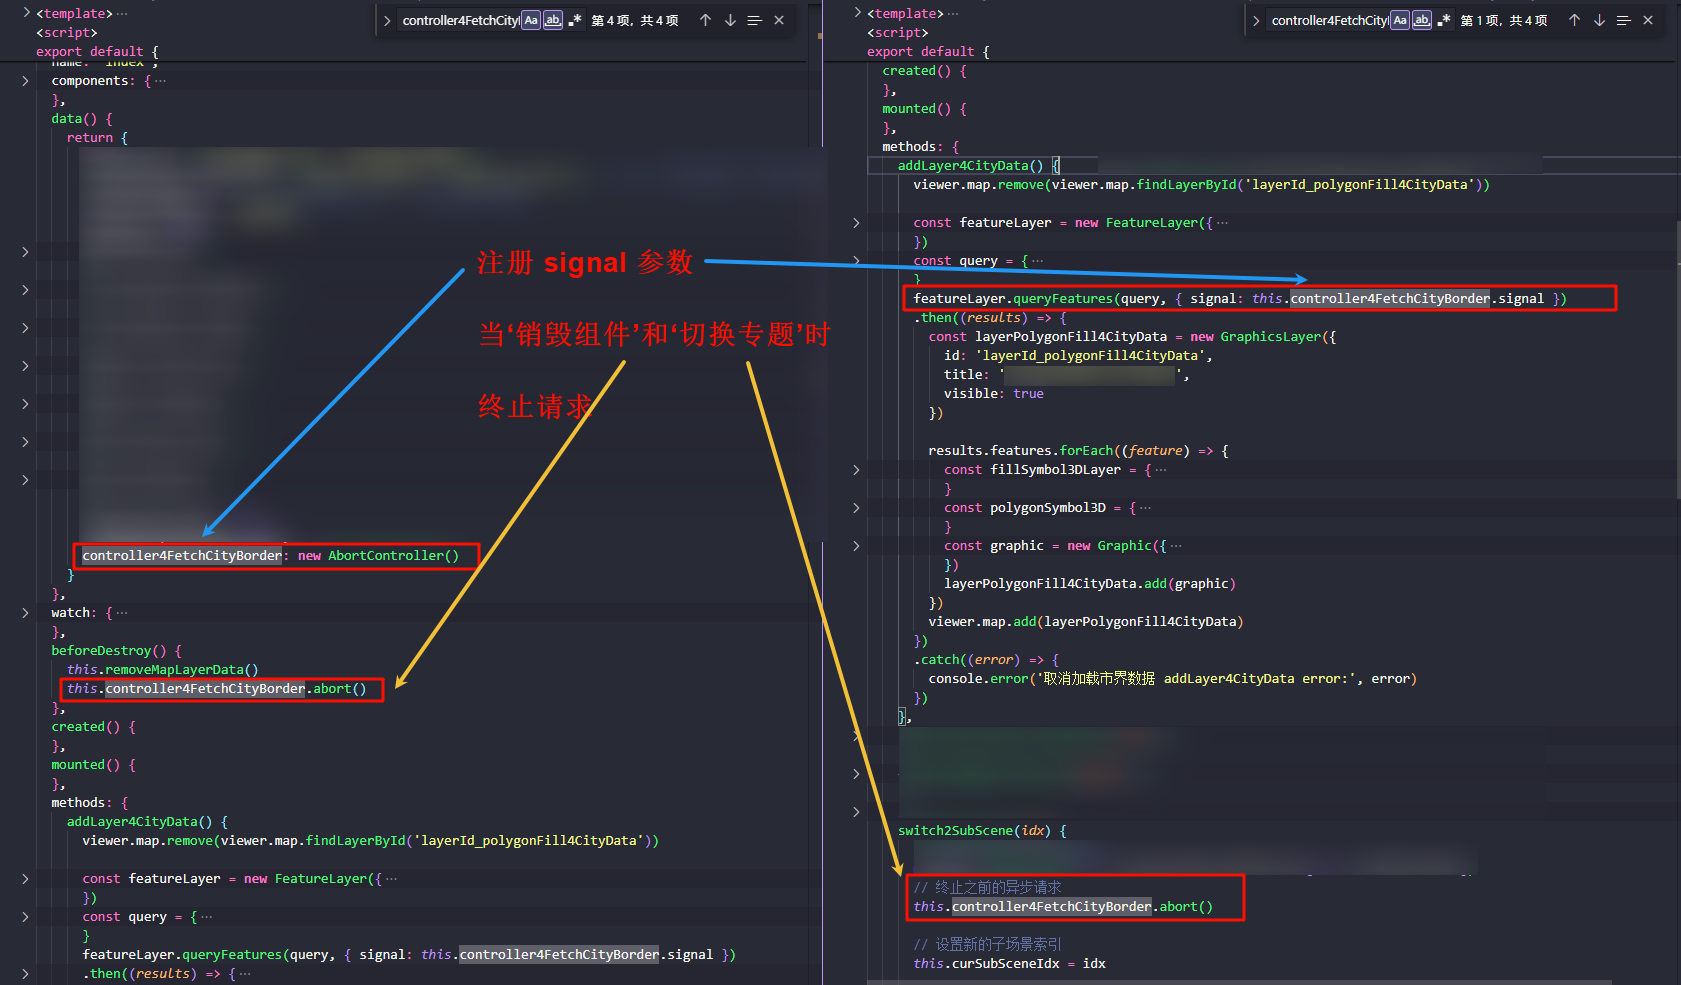 <template>···
<script>
export default {
controller4FetchCityl
Aa
ab
.*
第 4 项, 共 4 项
name: 'index',
components: {···
},
data() {
return {
注册 signal 参数
当‘销毁组件’和‘切换专题’时
终止请求
controller4FetchCityBorder: new AbortController()
}
},
watch: {···
},
beforeDestroy() {
this.removeMapLayerData()
this.controller4FetchCityBorder.abort()
},
created() {
},
mounted() {
},
methods: {
addLayer4CityData() {
viewer.map.remove(viewer.map.findLayerById('layerId_polygonFill4CityData'))
const featureLayer = new FeatureLayer({···
})
const query = {···
}
featureLayer.queryFeatures(query, { signal: this.controller4FetchCityBorder.signal })
.then((results) => {···
<template>···
<script>
export default {
controller4FetchCityl
Aa
ab
.*
第 1 项, 共 4 项
created() {
},
mounted() {
},
methods: {
addLayer4CityData() {
viewer.map.remove(viewer.map.findLayerById('layerId_polygonFill4CityData'))
const featureLayer = new FeatureLayer({···
})
const query = {···
}
featureLayer.queryFeatures(query, { signal: this.controller4FetchCityBorder.signal })
.then((results) => {
const layerPolygonFill4CityData = new GraphicsLayer({
id: 'layerId_polygonFill4CityData',
title: '',
visible: true
})
results.features.forEach((feature) => {
const fillSymbol3DLayer = {···
}
const polygonSymbol3D = {···
}
const graphic = new Graphic({···
})
layerPolygonFill4CityData.add(graphic)
})
viewer.map.add(layerPolygonFill4CityData)
})
.catch((error) => {
console.error('取消加载市界数据 addLayer4CityData error:', error)
})
},
switch2SubScene(idx) {
// 终止之前的异步请求
this.controller4FetchCityBorder.abort()
// 设置新的子场景索引
this.curSubSceneIdx = idx